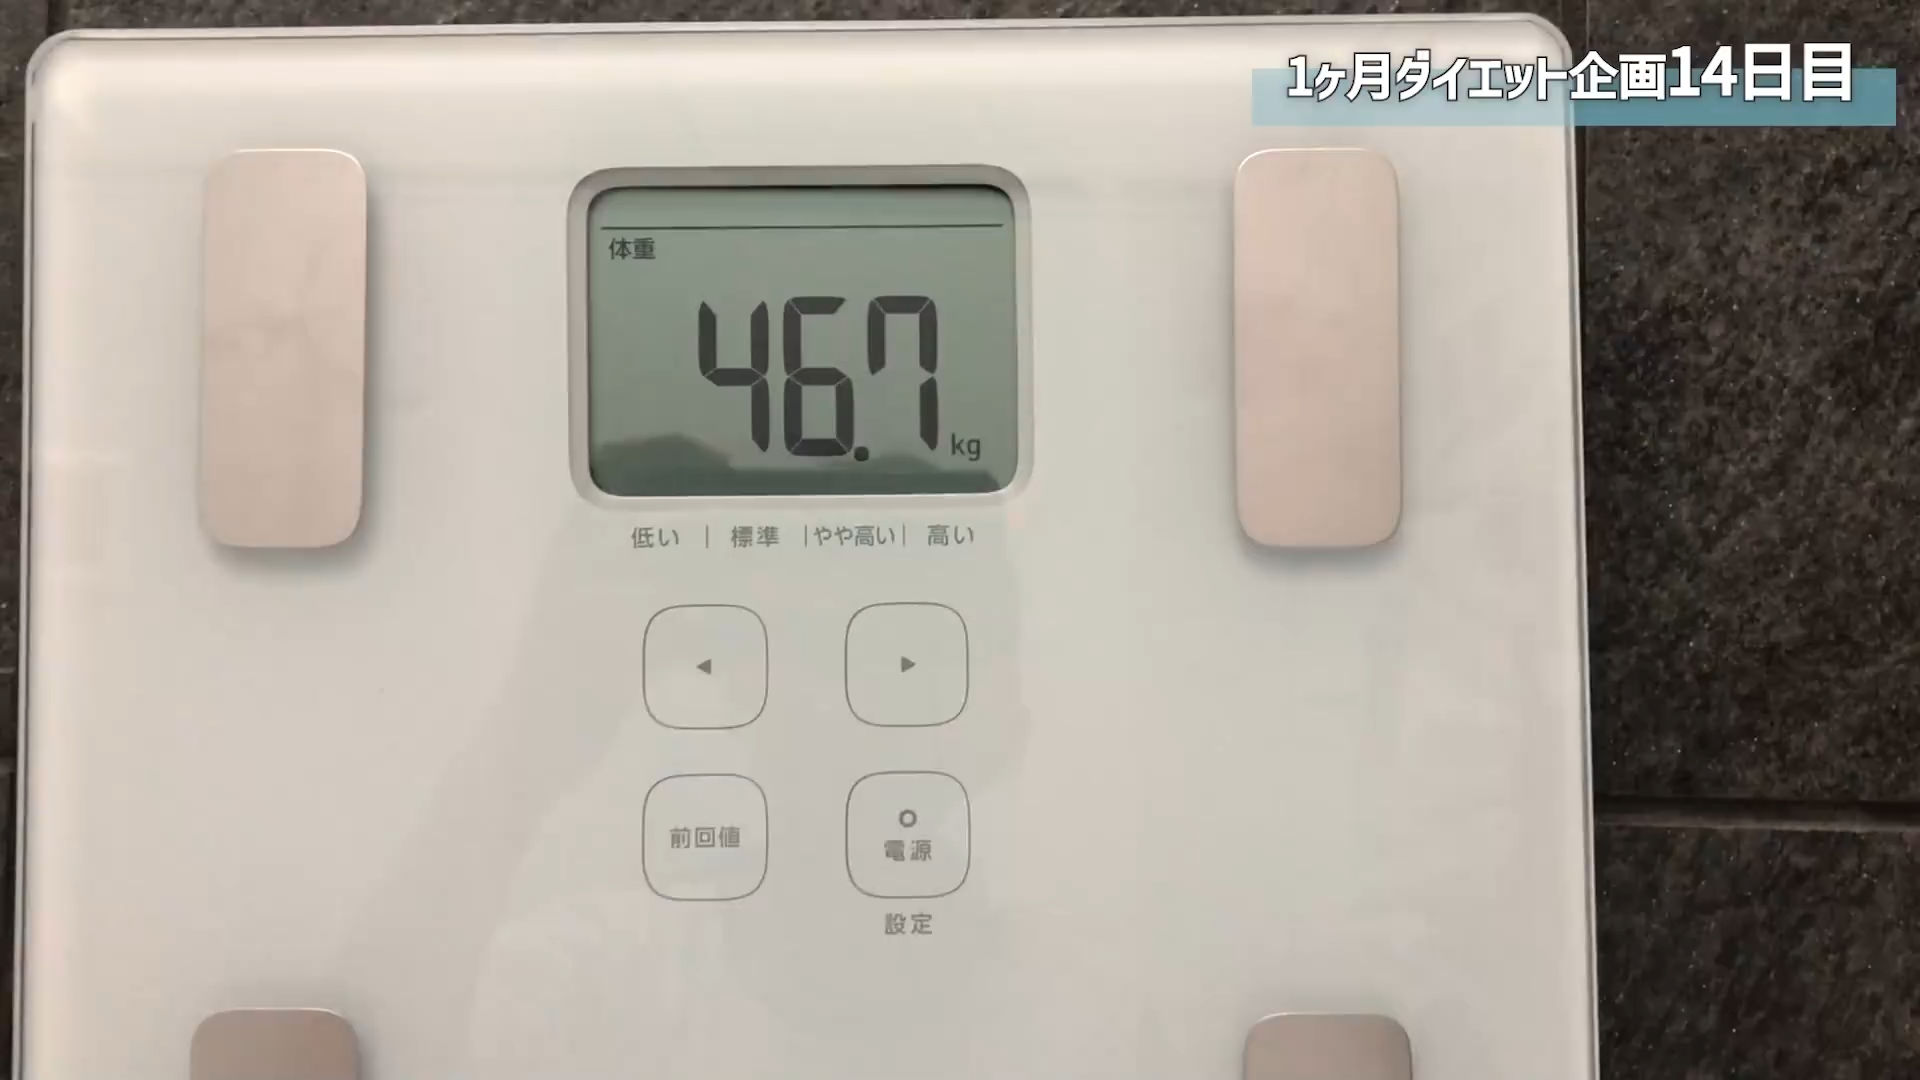 1ヶ月ダイエット企画14日目
体重
46.7 kg
低い | 標準 | やや高い | 高い
◀ ▶
前回値
電源
設定